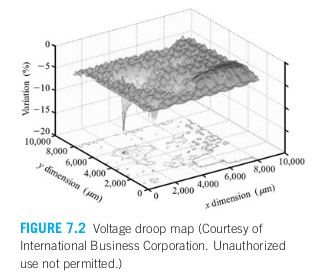 0
−5
−10
−15
−20
Variation (%)
10,000
8,000
6,000
4,000
2,000
0
y dimension (μm)
0
2,000
4,000
6,000
8,000
10,000
x dimension (μm)
FIGURE 7.2 Voltage droop map (Courtesy of
International Business Corporation. Unauthorized
use not permitted.)